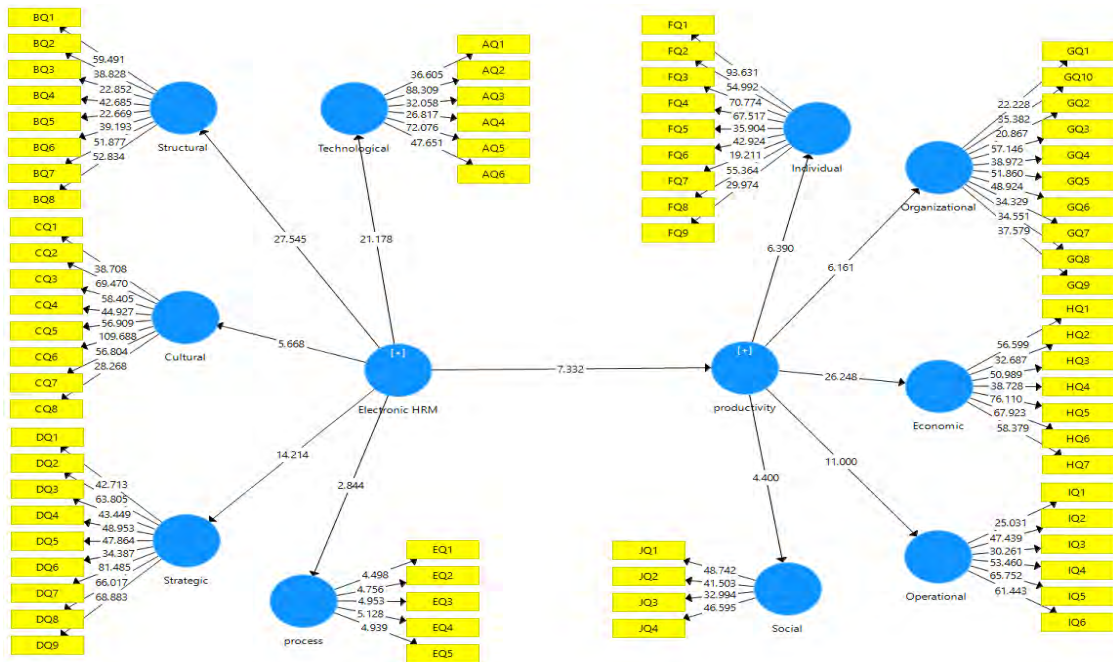 BQ1
BQ2
BQ3
BQ4
BQ5
BQ6
BQ7
BQ8
59.491
38.828
22.852
42.685
22.669
39.193
51.877
52.834
Structural
AQ1
AQ2
AQ3
AQ4
AQ5
AQ6
36.605
88.309
32.058
26.817
72.076
47.651
Technological
FQ1
FQ2
FQ3
FQ4
FQ5
FQ6
FQ7
FQ8
FQ9
93.631
54.992
70.774
67.517
35.904
42.924
19.211
55.364
29.974
Individual
GQ1
GQ10
GQ2
GQ3
GQ4
GQ5
GQ6
GQ7
GQ8
GQ9
22.228
35.382
20.867
57.146
38.972
51.860
48.924
34.329
34.551
37.579
Organizational
CQ1
CQ2
CQ3
CQ4
CQ5
CQ6
CQ7
CQ8
38.708
69.470
58.405
44.927
56.909
109.688
56.804
28.268
Cultural
27.545
21.178
5.668
14.214
2.844
[+]
Electronic HRM
7.332
[+]
productivity
6.390
6.161
26.248
11.000
4.400
HQ1
HQ2
HQ3
HQ4
HQ5
HQ6
HQ7
56.599
32.687
50.989
38.728
76.110
67.923
58.379
Economic
DQ1
DQ2
DQ3
DQ4
DQ5
DQ6
DQ7
DQ8
DQ9
42.713
63.805
43.449
48.953
47.864
34.387
81.485
66.017
68.883
Strategic
EQ1
EQ2
EQ3
EQ4
EQ5
4.498
4.756
4.953
5.128
4.939
process
JQ1
JQ2
JQ3
JQ4
48.742
41.503
32.994
46.595
Social
IQ1
IQ2
IQ3
IQ4
IQ5
IQ6
25.031
47.439
30.261
53.460
65.752
61.443
Operational